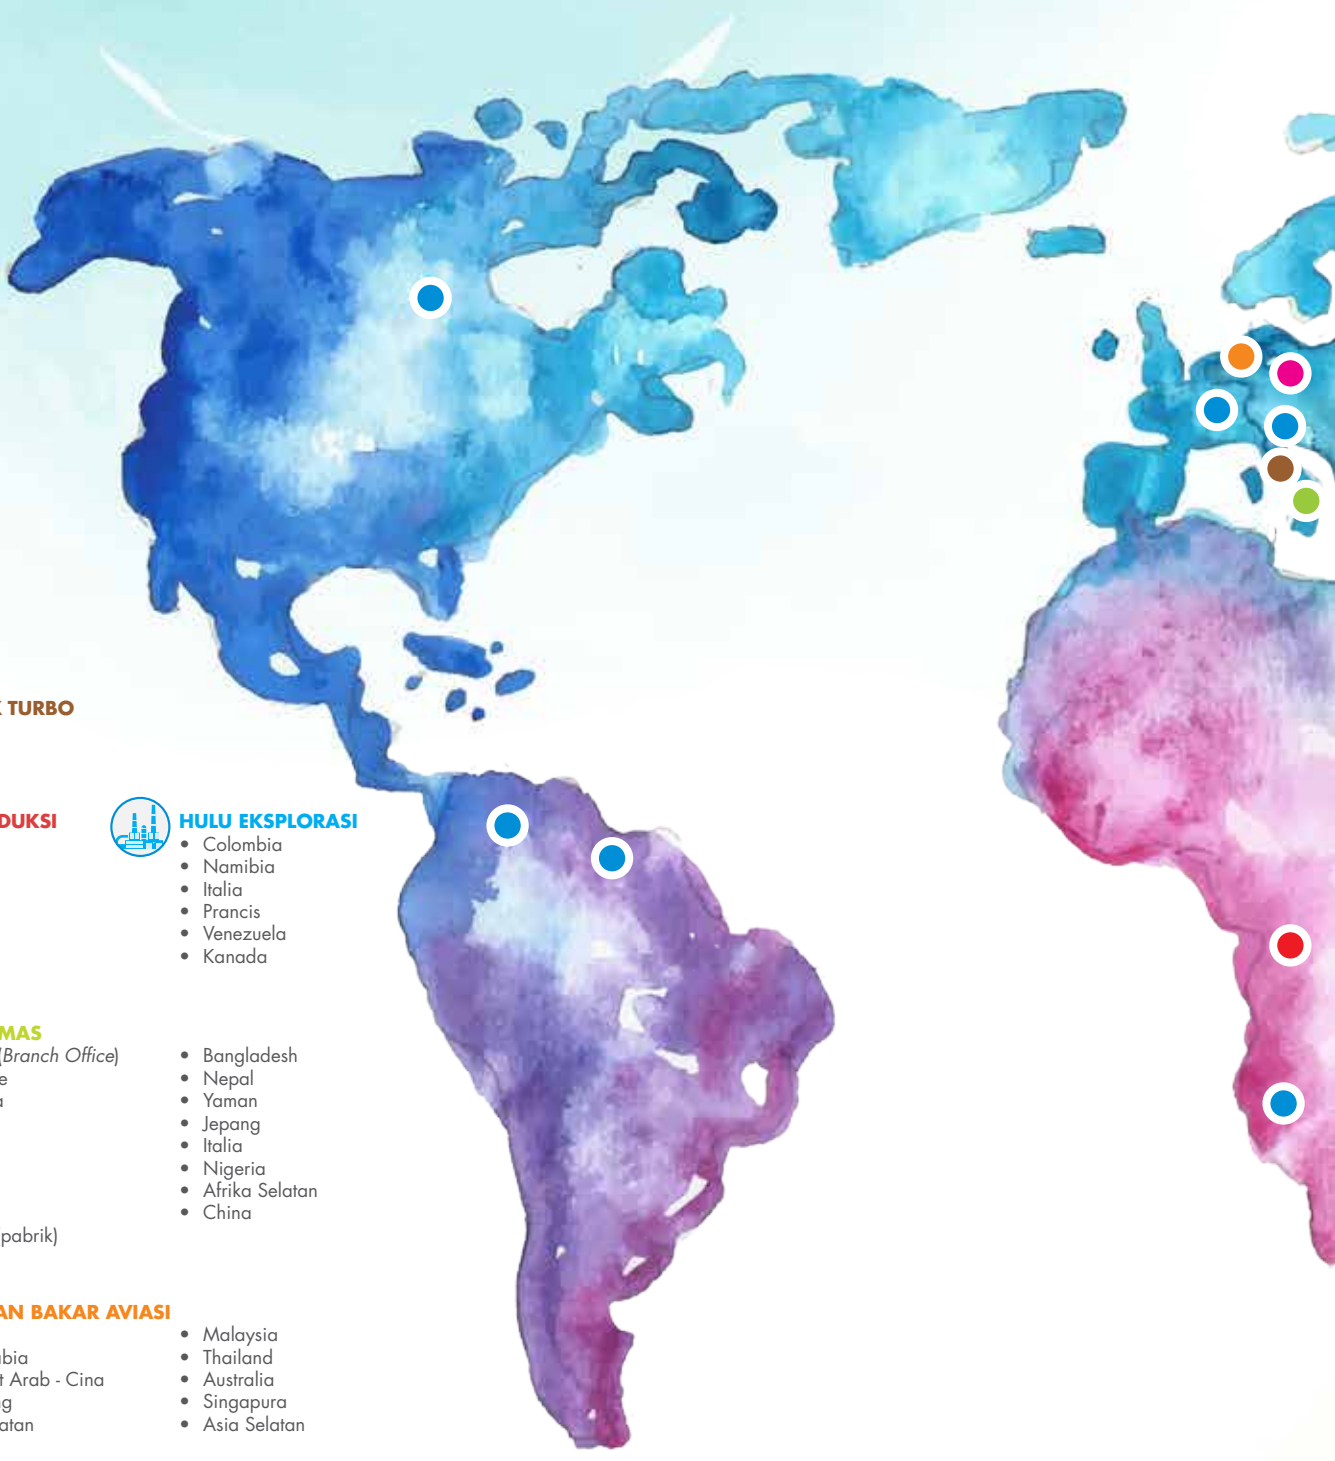 TURBO
DUKSI
HULU EKSPLORASI
• Colombia
• Namibia
• Italia
• Prancis
• Venezuela
• Kanada
MAS
(Branch Office)
• Bangladesh
• Nepal
• Yaman
• Jepang
• Italia
• Nigeria
• Afrika Selatan
• China
pabrik)
AN BAKAR AVIASI
• Malaysia
bia
• Thailand
t Arab - Cina
• Australia
g
• Singapura
atan
• Asia Selatan